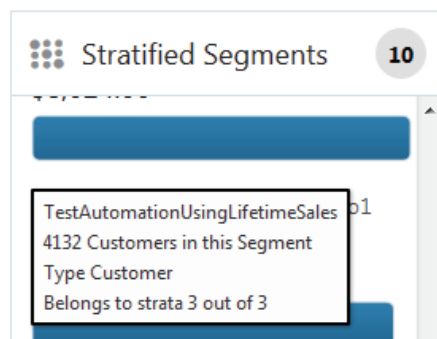 Stratified Segments 10
TestAutomationUsingLifetimeSales
4132 Customers in this Segment
Type Customer
Belongs to strata 3 out of 3